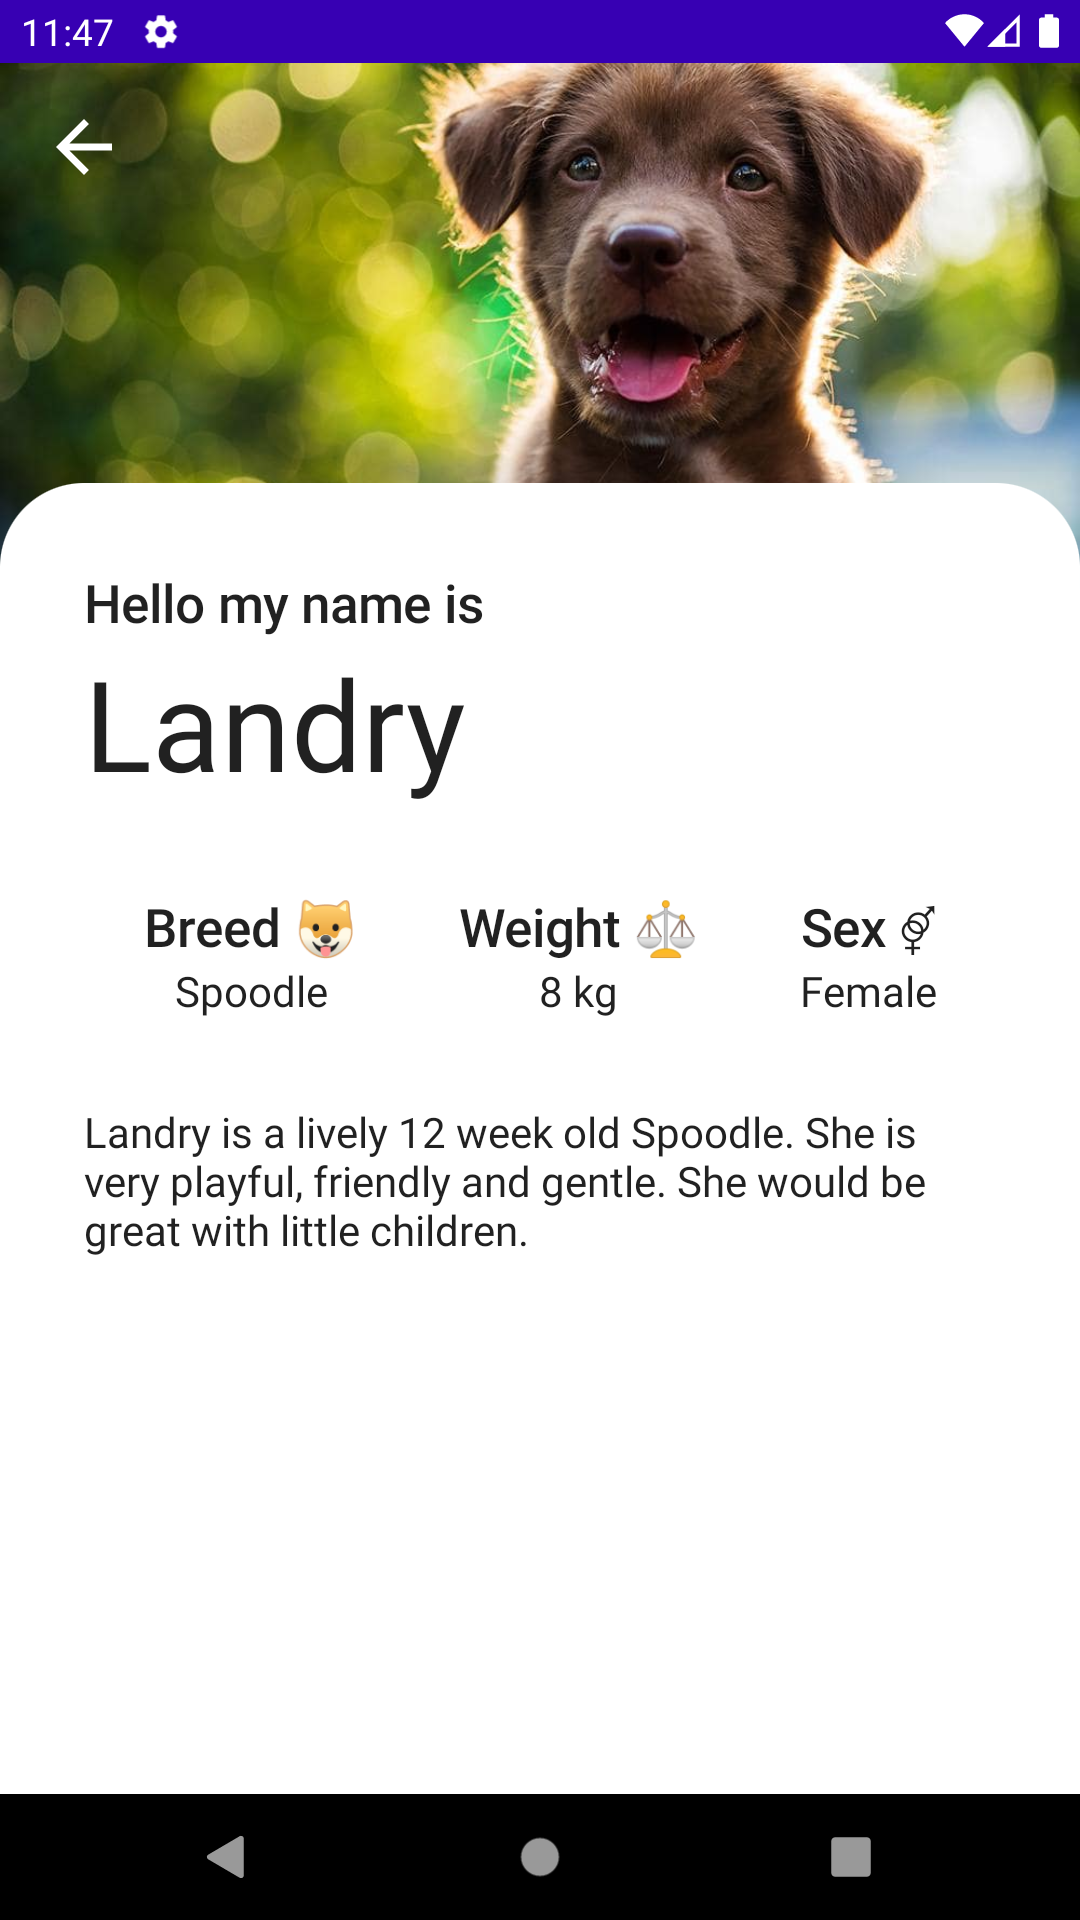 11:47
Hello my name is
Landry
Breed 🐶 Weight ⚖️ Sex ⚥
Spoodle 8 kg Female
Landry is a lively 12 week old Spoodle. She is
very playful, friendly and gentle. She would be
great with little children.